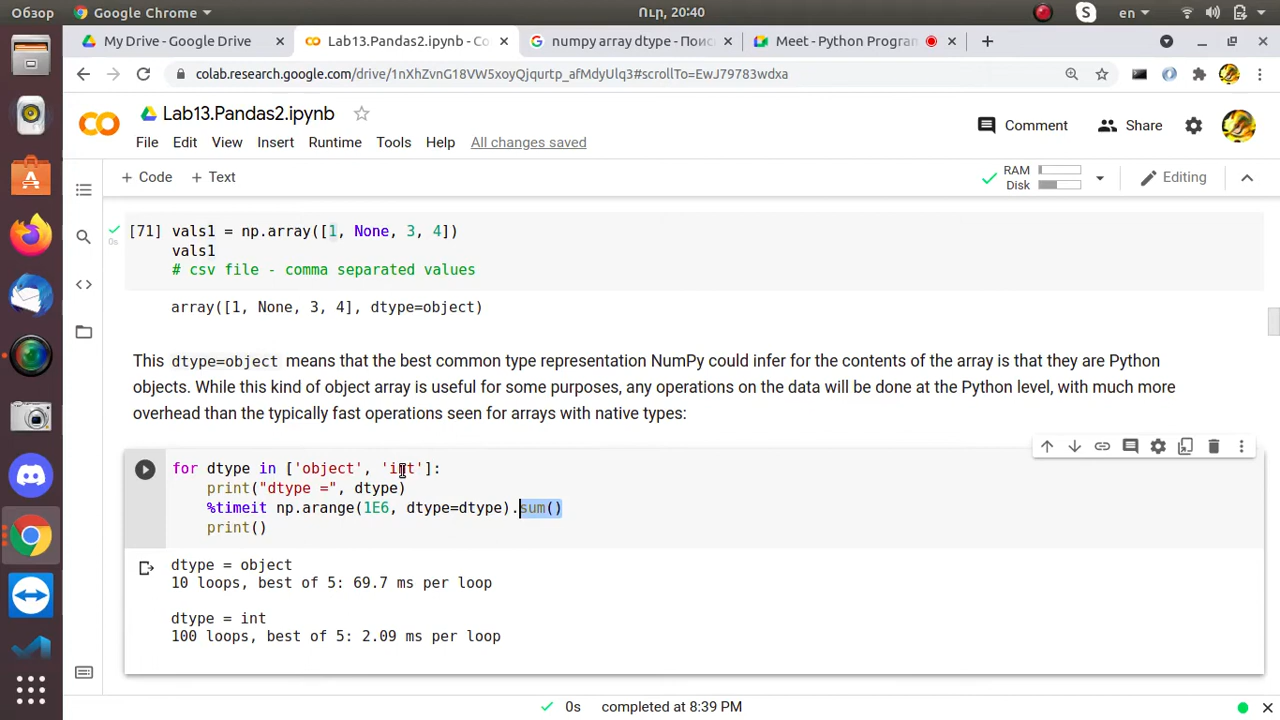 Обзор
Google Chrome
Ուր, 20:40
en
My Drive - Google Drive
Lab13.Pandas2.ipynb - Co
numpy array dtype - Поис
Meet - Python Progran
colab.research.google.com/drive/1nXhZvnG18VW5xoyQjqurtp_afMdyUlq3#scrollTo=EwJ79783wdxa
Lab13.Pandas2.ipynb
File Edit View Insert Runtime Tools Help All changes saved
Comment
Share
+ Code + Text
RAM
Disk
Editing
[71] vals1 = np.array([1, None, 3, 4])
0s
vals1
# csv file - comma separated values
array([1, None, 3, 4], dtype=object)
This dtype=object means that the best common type representation NumPy could infer for the contents of the array is that they are Python
objects. While this kind of object array is useful for some purposes, any operations on the data will be done at the Python level, with much more
overhead than the typically fast operations seen for arrays with native types:
for dtype in ['object', 'int']:
print("dtype =", dtype)
%timeit np.arange(1E6, dtype=dtype).sum()
print()
dtype = object
10 loops, best of 5: 69.7 ms per loop
dtype = int
100 loops, best of 5: 2.09 ms per loop
0s completed at 8:39 PM